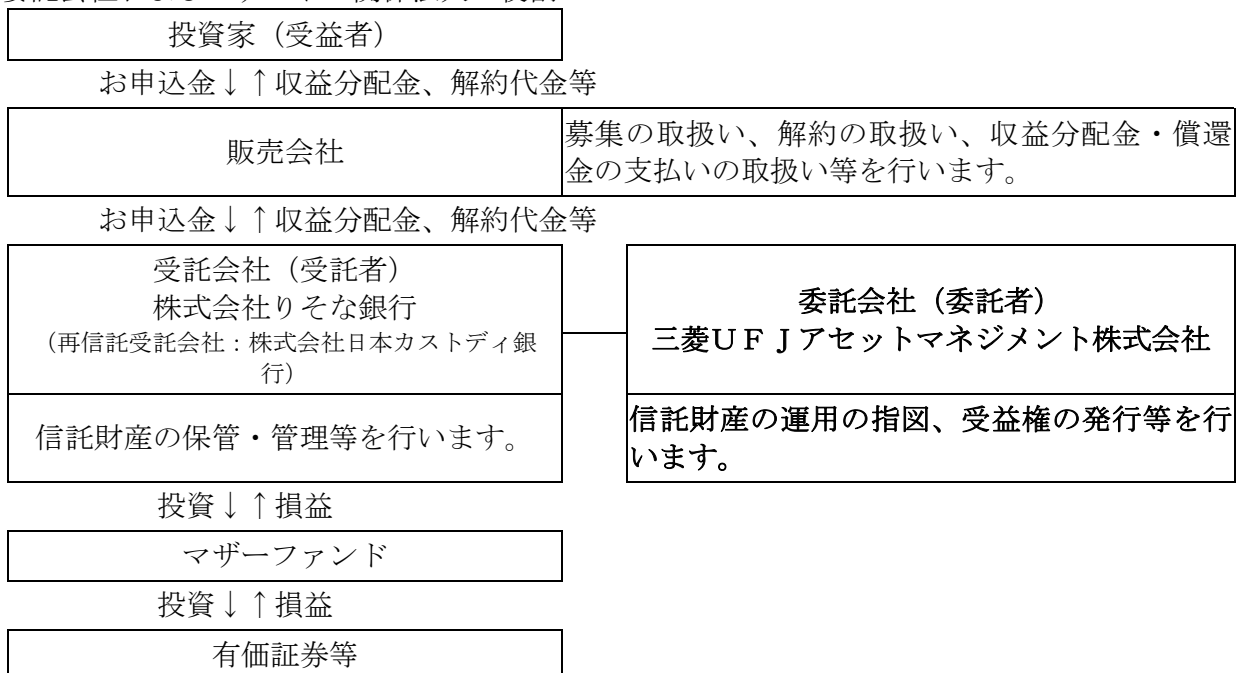 投資家（受益者）
お申込金↓↑収益分配金、解約代金等
販売会社
募集の取扱い、解約の取扱い、収益分配金・償還
金の支払いの取扱い等を行います。
お申込金↓↑収益分配金、解約代金等
受託会社（受託者）
株式会社りそな銀行
（再信託受託会社：株式会社日本カストディ銀
行）
委託会社（委託者）
三菱ＵＦＪアセットマネジメント株式会社
信託財産の保管・管理等を行います。
信託財産の運用の指図、受益権の発行等を行
います。
投資↓↑損益
マザーファンド
投資↓↑損益
有価証券等